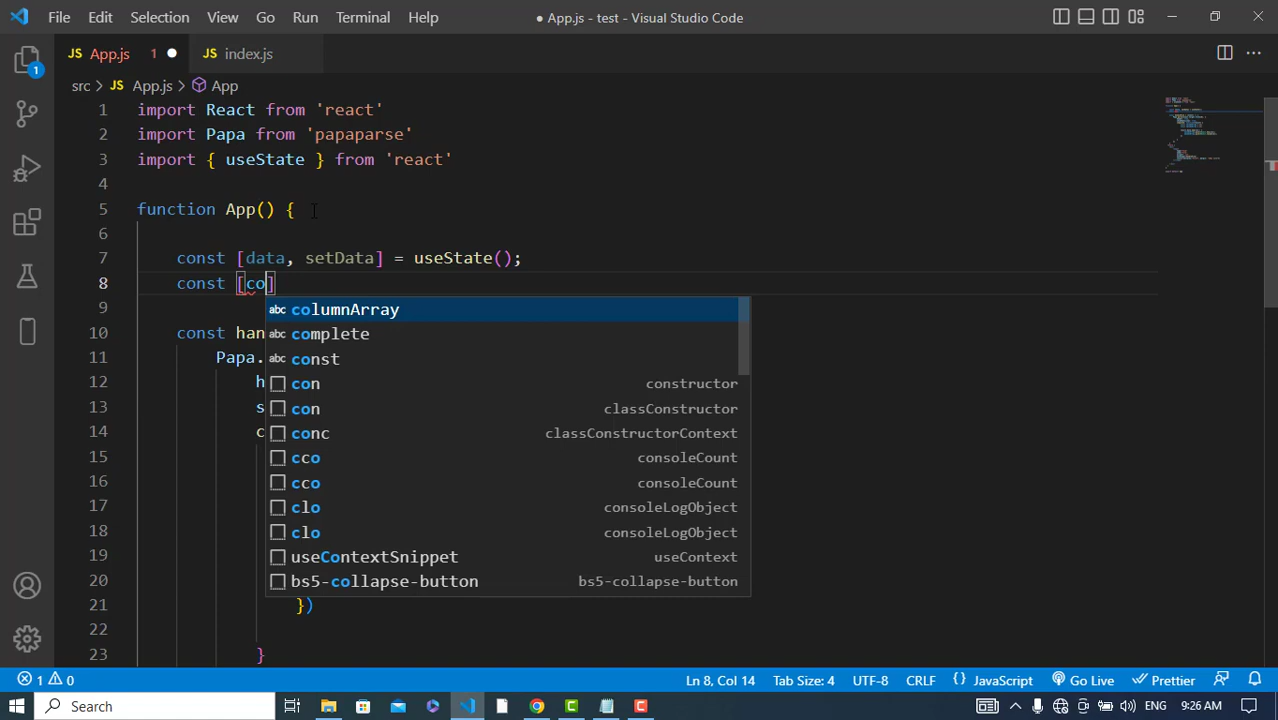 File Edit Selection View Go Run Terminal Help ● App.js - test - Visual Studio Code
JS App.js 1 ● JS index.js
src > JS App.js > App
1 import React from 'react'
2 import Papa from 'papaparse'
3 import { useState } from 'react'
4
5 function App() {
6
7 const [data, setData] = useState();
8 const [co]
9 columnArray
complete
10 const han
const
11 Papa.
12 h con constructor
13 s con classConstructor
14 c conc classConstructorContext
15 cco consoleCount
16 cco consoleCount
17 clo consoleLogObject
18 clo consoleLogObject
19 useContextSnippet useContext
20 bs5-collapse-button bs5-collapse-button
21 })
22
23 }
1 0 Ln 8, Col 14 Tab Size: 4 UTF-8 CRLF {} JavaScript Go Live Prettier
Search ENG 9:26 AM
1